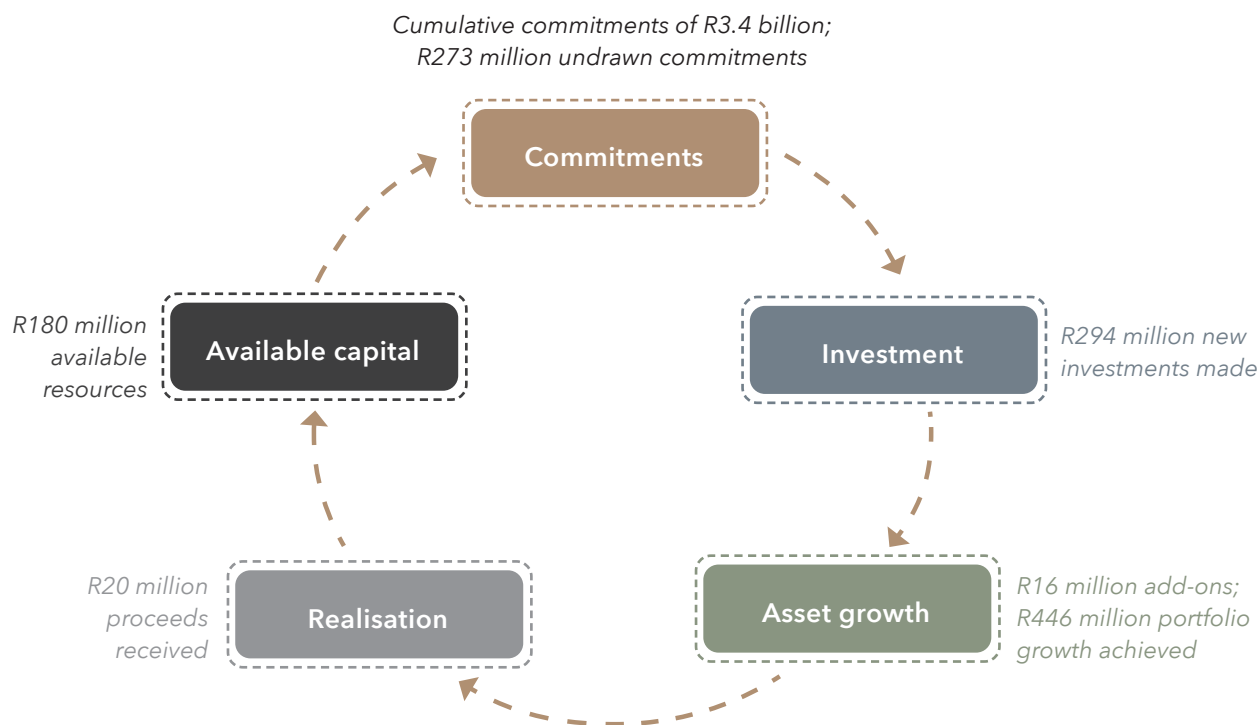 Cumulative commitments of R3.4 billion;
R273 million undrawn commitments
Commitments
R180 million
available
resources
Available capital
Investment
R294 million new
investments made
R20 million
proceeds
received
Realisation
Asset growth
R16 million add-ons;
R446 million portfolio
growth achieved